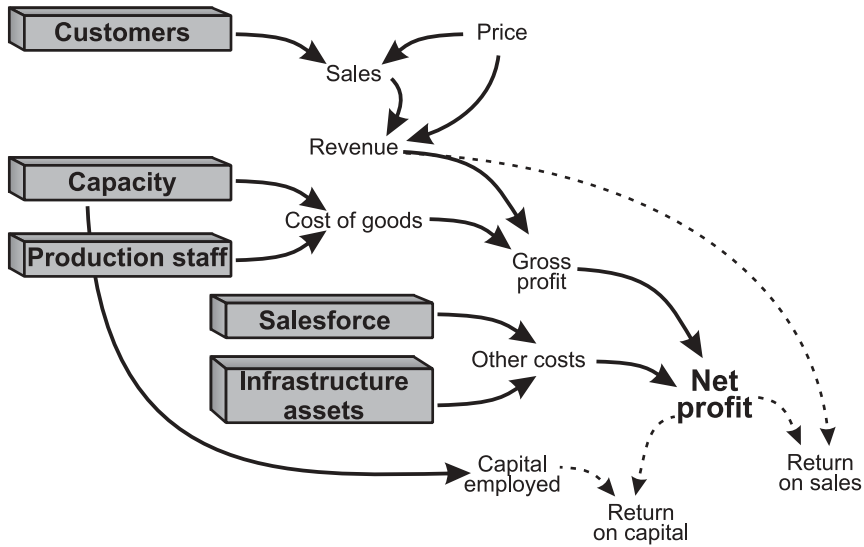 Customers
Price
Sales
Revenue
Capacity
Cost of goods
Production staff
Gross
profit
Salesforce
Other costs
Infrastructure
assets
Net
profit
Capital
employed
Return
on sales
Return
on capital